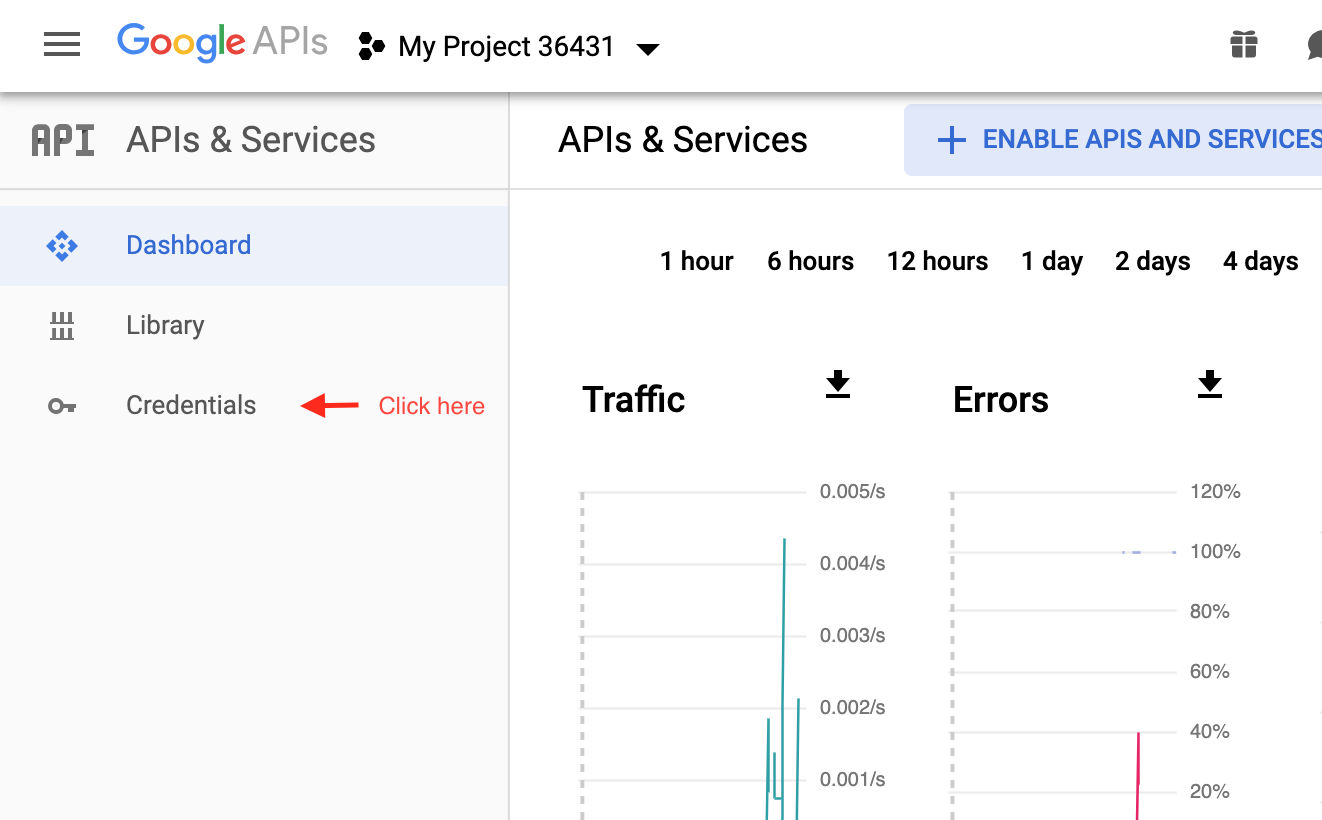 Google APIs My Project 36431
API APIs & Services
APIs & Services
ENABLE APIS AND SERVICES
Dashboard
Library
Credentials Click here
1 hour 6 hours 12 hours 1 day 2 days 4 days
Traffic
0.005/s
0.004/s
0.003/s
0.002/s
0.001/s
Errors
120%
100%
80%
60%
40%
20%